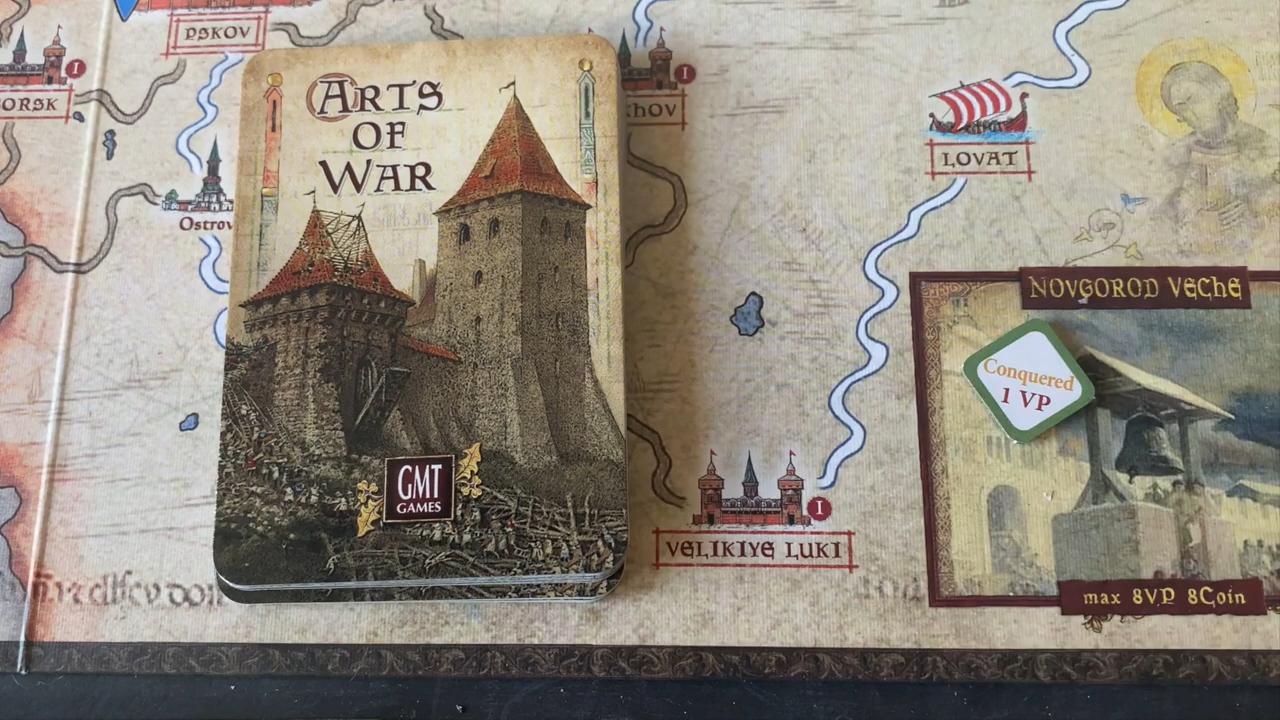 PSKOV
I
ORSK
Ostrov
ARTS
OF
WAR
GMT
GAMES
I
KhOV
LOVAT
NOVGOROD VEChE
Conquered
1 VP
I
VELIKIYE LUKI
max 8VP 8Coin